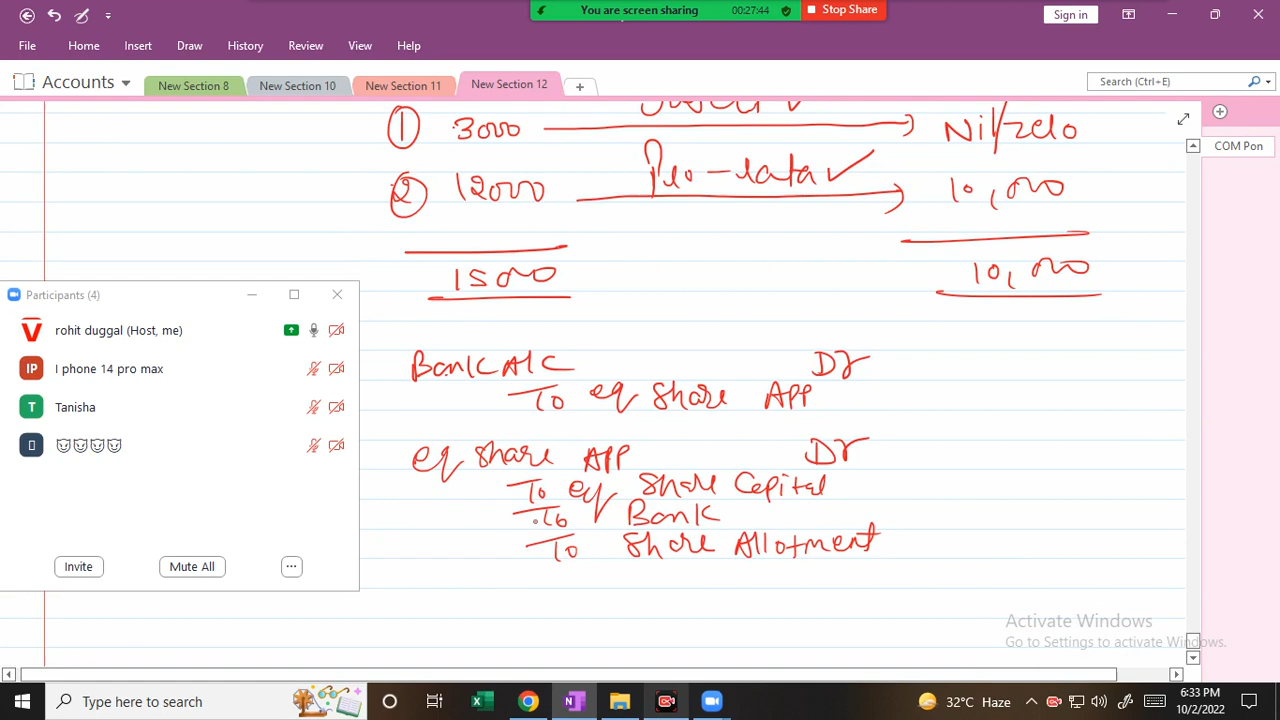 You are screen sharing 00:27:44 Stop Share
Sign in
File Home Insert Draw History Review View Help
Accounts New Section 8 New Section 10 New Section 11 New Section 12 +
Search (Ctrl+E)
COM Pon
① 3000 Nil/zelo
② 12000 Pro-rata ✓ 10,000
15000 10,000
Participants (4)
rohit duggal (Host, me)
IP I phone 14 pro max
T Tanisha
Invite Mute All ...
Bank A/C Dr
To eq Share APP
eq Share APP Dr
To eq Share Capital
To Bank
To Share Allotment
Activate Windows
Go to Settings to activate Windows.
Type here to search
32°C Haze
6:33 PM
10/2/2022